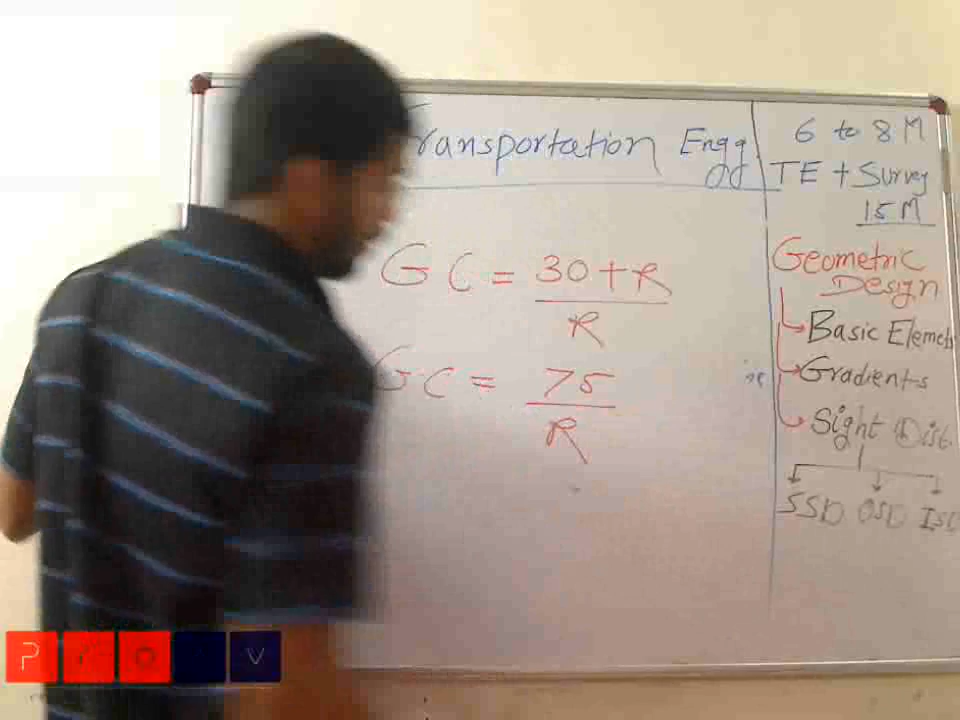 Transportation Engg.
GC = 30+R
R
GC = 75
R
6 to 8 M
TE + Survey
15 M
Geometric
Design
Basic Elements
Gradients
Sight Dist.
SSD OSD ISD